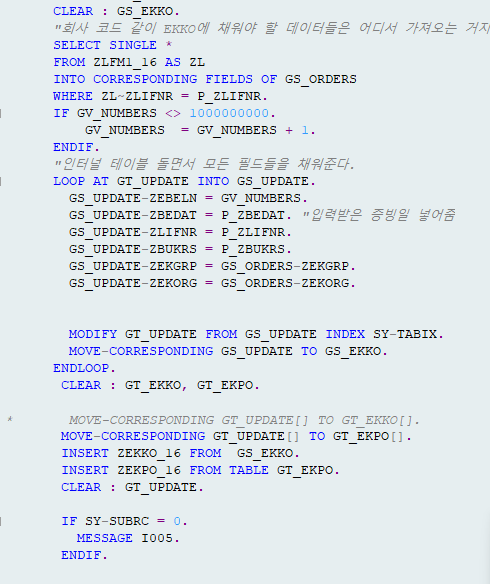 CLEAR : GS_EKKO.
"회사 코드 같이 EKKO에 채워야 할 데이터들은 어디서 가져오는 거지
SELECT SINGLE *
FROM ZLFM1_16 AS ZL
INTO CORRESPONDING FIELDS OF GS_ORDERS
WHERE ZL~ZLIFNR = P_ZLIFNR.
IF GV_NUMBERS <> 1000000000.
GV_NUMBERS = GV_NUMBERS + 1.
ENDIF.
"인터널 테이블 돌면서 모든 필드들을 채워준다.
LOOP AT GT_UPDATE INTO GS_UPDATE.
GS_UPDATE-ZEBELN = GV_NUMBERS.
GS_UPDATE-ZBEDAT = P_ZBEDAT. "입력받은 증빙일 넣어줌
GS_UPDATE-ZLIFNR = P_ZLIFNR.
GS_UPDATE-ZBUKRS = P_ZBUKRS.
GS_UPDATE-ZEKGRP = GS_ORDERS-ZEKGRP.
GS_UPDATE-ZEKORG = GS_ORDERS-ZEKORG.
MODIFY GT_UPDATE FROM GS_UPDATE INDEX SY-TABIX.
MOVE-CORRESPONDING GS_UPDATE TO GS_EKKO.
ENDLOOP.
CLEAR : GT_EKKO, GT_EKPO.
* MOVE-CORRESPONDING GT_UPDATE[] TO GT_EKKO[].
MOVE-CORRESPONDING GT_UPDATE[] TO GT_EKPO[].
INSERT ZEKKO_16 FROM GS_EKKO.
INSERT ZEKPO_16 FROM TABLE GT_EKPO.
CLEAR : GT_UPDATE.
IF SY-SUBRC = 0.
MESSAGE I005.
ENDIF.